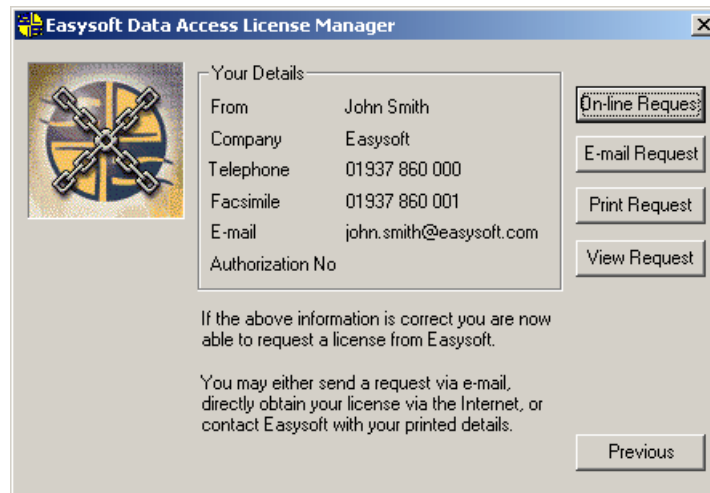 Easysoft Data Access License Manager
Your Details
From John Smith
Company Easysoft
Telephone 01937 860 000
Facsimile 01937 860 001
E-mail john.smith@easysoft.com
Authorization No
On-line Reques
E-mail Request
Print Request
View Request
If the above information is correct you are now
able to request a license from Easysoft.
You may either send a request via e-mail,
directly obtain your license via the Internet, or
contact Easysoft with your printed details.
Previous